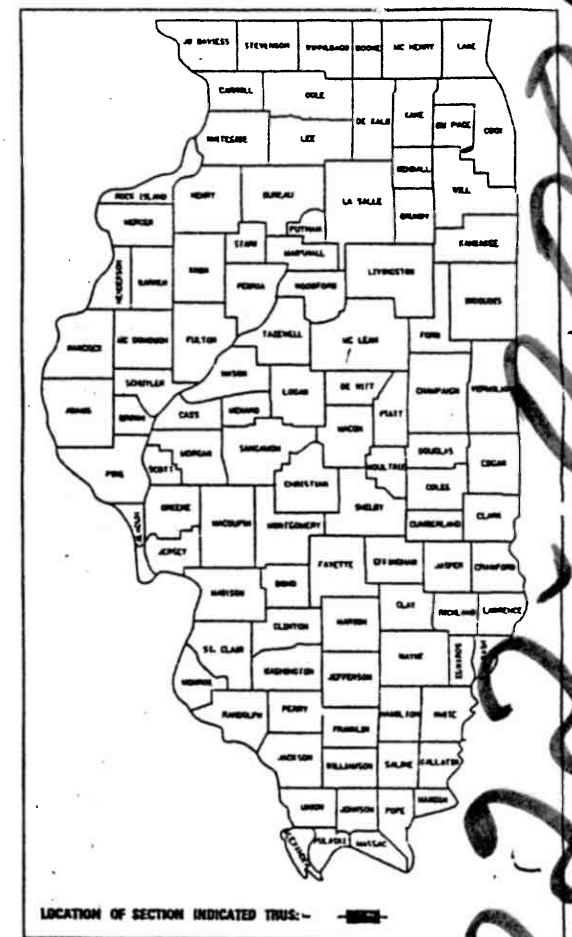 JO DAVIESS STEVENSON WINNEBAGO BOONE MC HENRY LAKE
CARROLL OGLE
DE KALB KANE DU PAGE COOK
WHITESIDE LEE
KENDALL WILL
ROCK ISLAND HENRY BUREAU LA SALLE GRUNDY
MERCER PUTNAM
STARK MARSHALL KANKAKEE
HENDERSON WARREN KNOX PEORIA WOODFORD LIVINGSTON IROQUOIS
HANCOCK MC DONOUGH FULTON TAZEWELL MC LEAN FORD
SCHUYLER MASON LOGAN DE WITT CHAMPAIGN VERMILION
ADAMS BROWN CASS MENARD MACON PIATT
PIKE SCOTT MORGAN SANGAMON MOULTRIE DOUGLAS EDGAR
CHRISTIAN COLES
CALHOUN GREENE MACOUPIN MONTGOMERY SHELBY CUMBERLAND CLARK
JERSEY FAYETTE EFFINGHAM JASPER CRAWFORD
MADISON BOND
CLAY RICHLAND LAWRENCE
CLINTON MARION
ST. CLAIR WAYNE EDWARDS
MONROE WASHINGTON JEFFERSON
RANDOLPH PERRY HAMILTON WHITE
FRANKLIN
JACKSON WILLIAMSON SALINE GALLATIN
UNION JOHNSON POPE HARDIN
PULASKI MASSAC
LOCATION OF SECTION INDICATED THUS:-